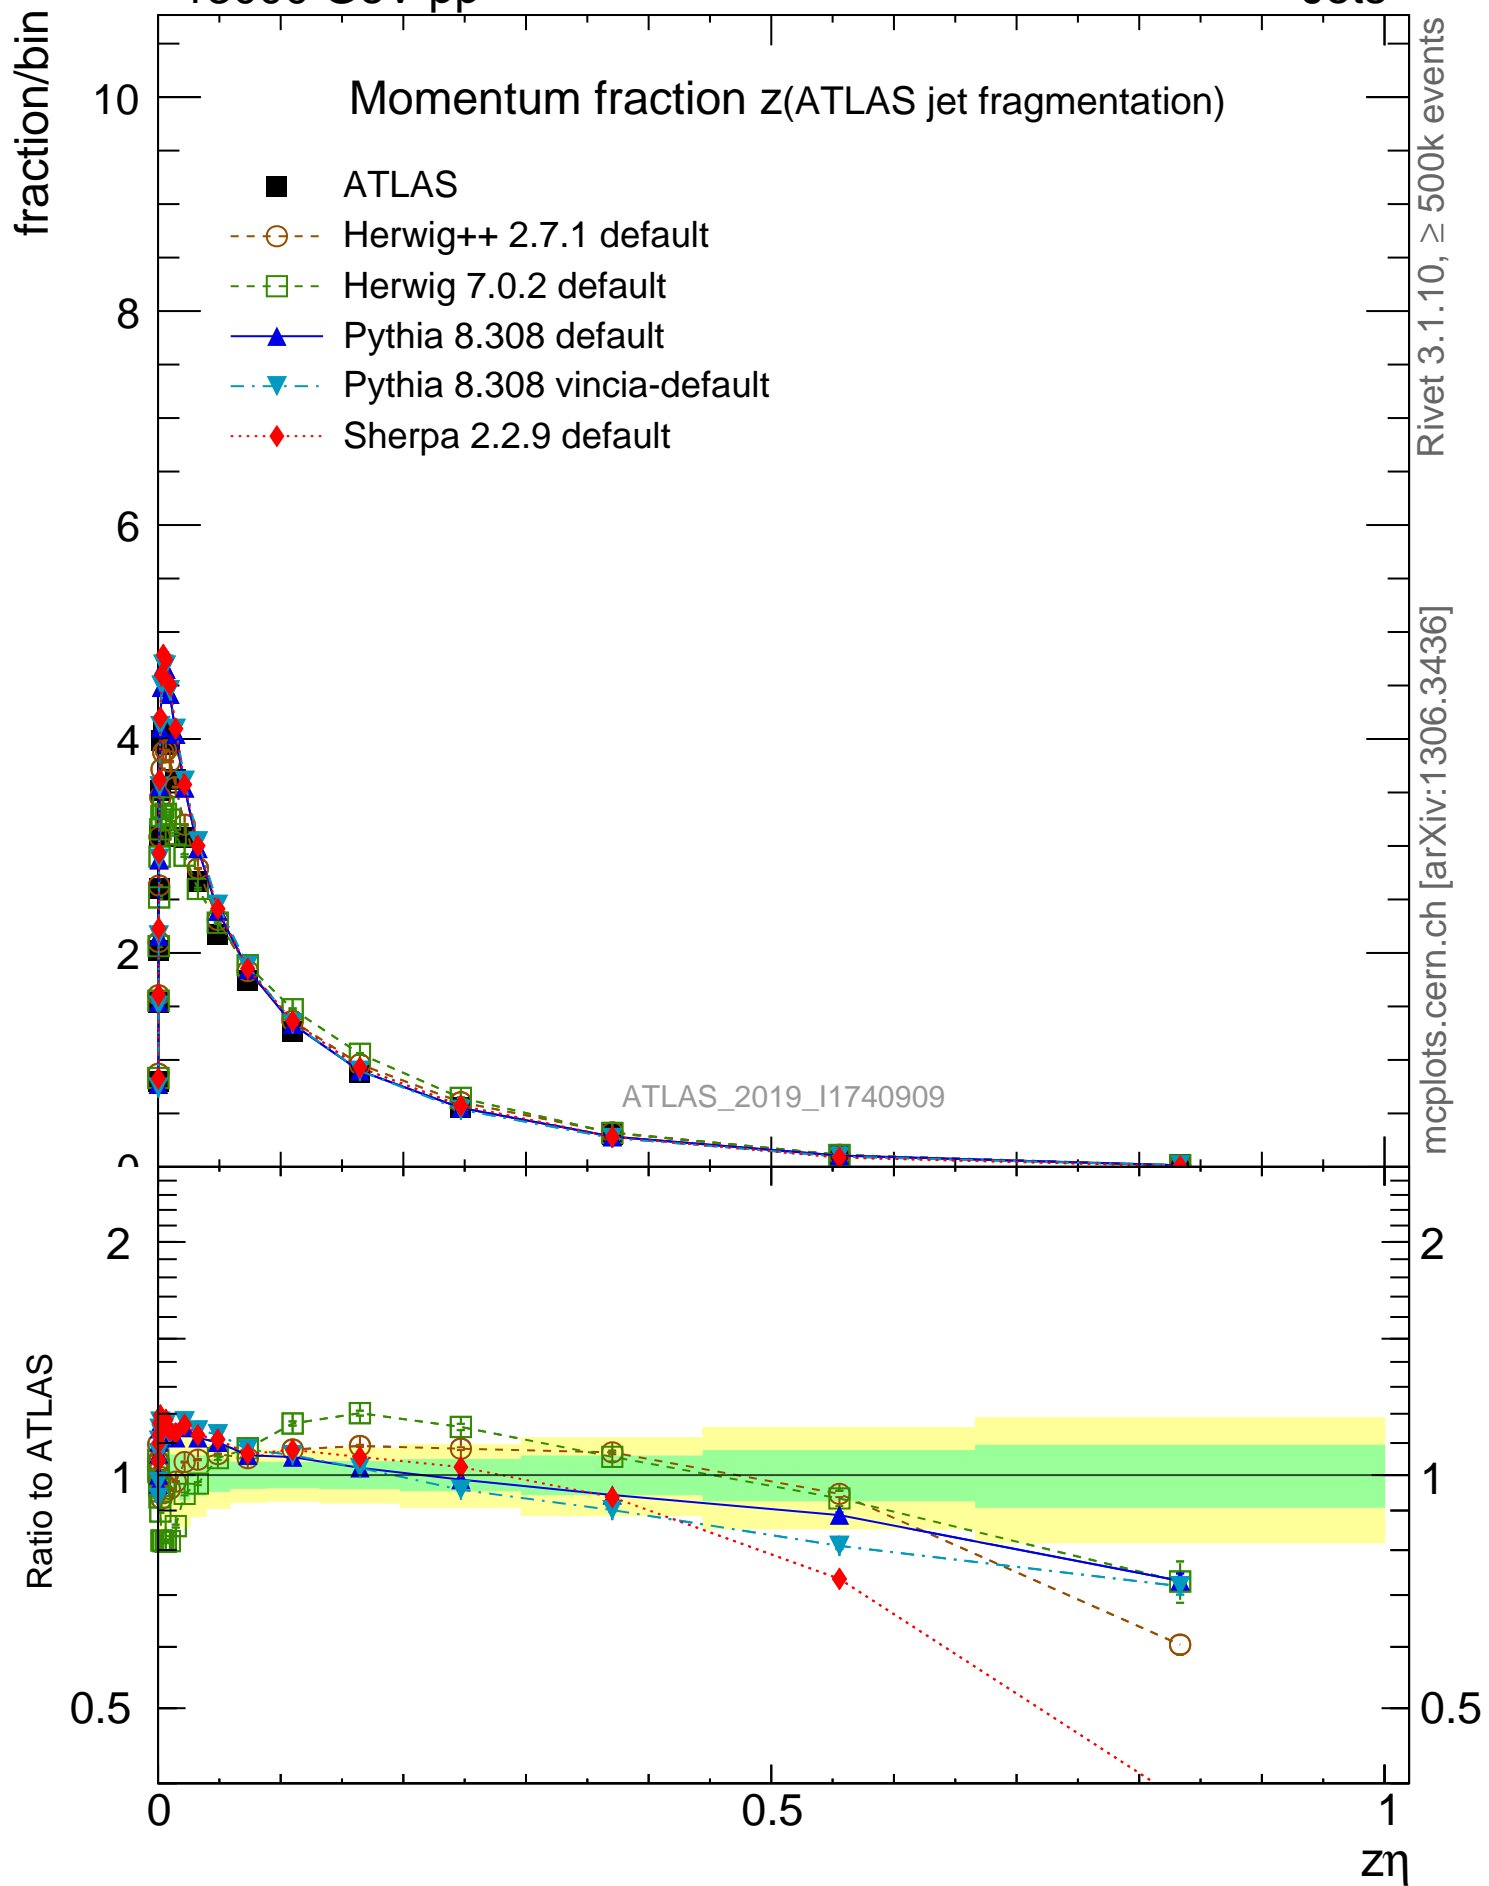 fraction/bin
Momentum fraction z(ATLAS jet fragmentation)
ATLAS
Herwig++ 2.7.1 default
Herwig 7.0.2 default
Pythia 8.308 default
Pythia 8.308 vincia-default
Sherpa 2.2.9 default
10
8
6
4
2
0
ATLAS_2019_I1740909
Rivet 3.1.10, ≥ 500k events
mcplots.cern.ch [arXiv:1306.3436]
Ratio to ATLAS
2
1
0.5
2
1
0.5
0
0.5
1
zη